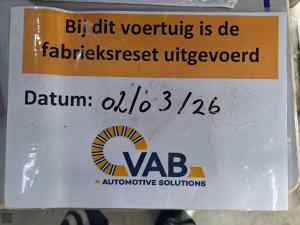 Bij dit voertuig is de
fabrieksreset uitgevoerd
Datum: 02/03/26
VAB
AUTOMOTIVE SOLUTIONS